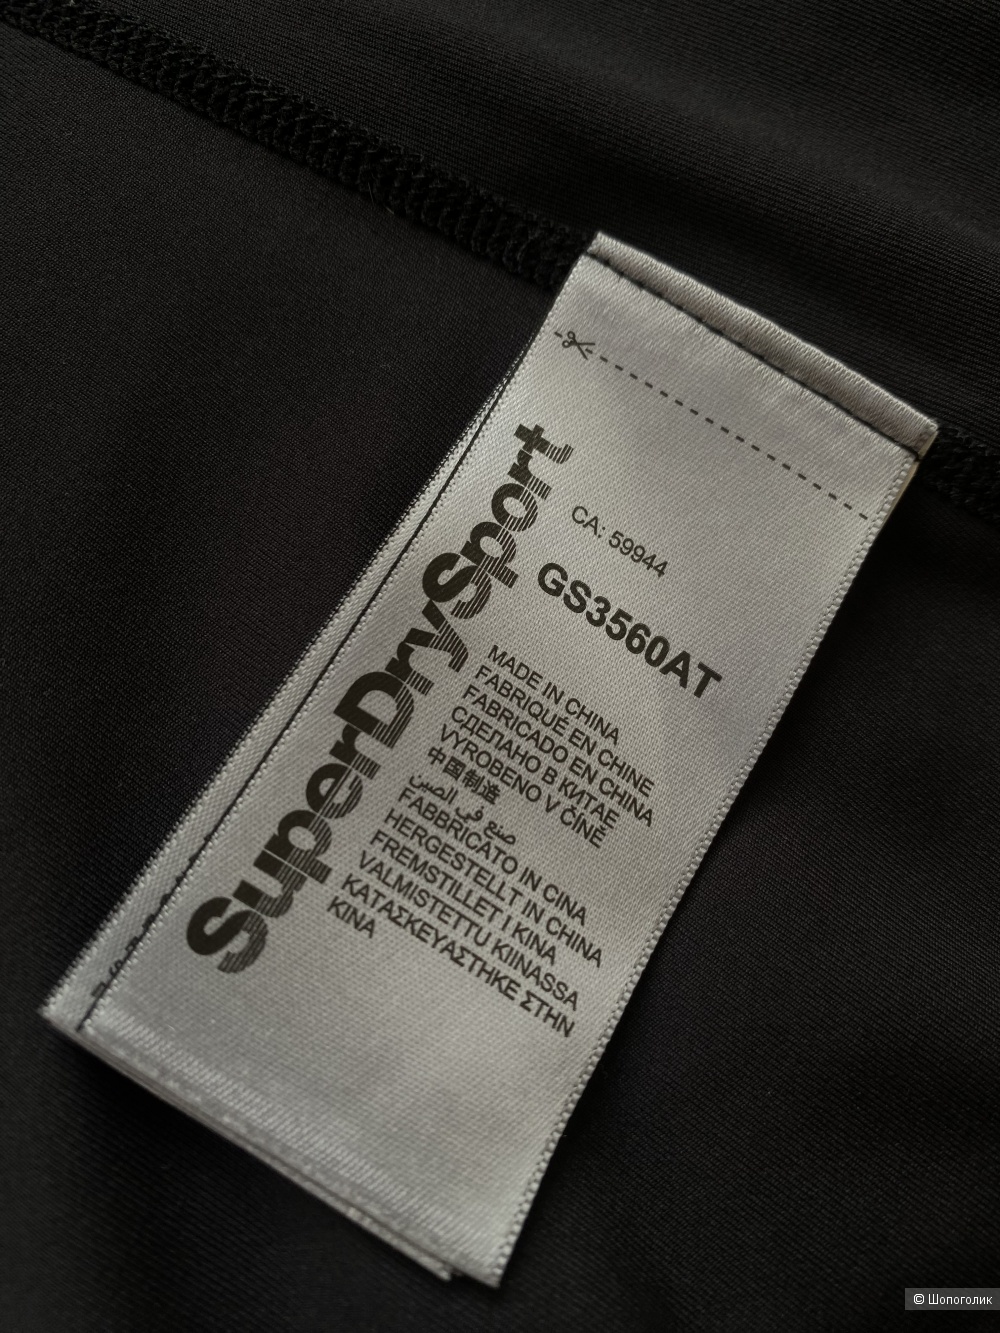 SuperDrySport
CA: 59944
GS3560AT
MADE IN CHINA
FABRIQUÉ EN CHINE
FABRICADO EN CHINA
СДЕЛАНО В КИТАЕ
VYROBENO V ČÍNĚ
中国制造
صنع في الصين
FABBRICATO IN CINA
HERGESTELLT IN CHINA
FREMSTILLET I KINA
VALMISTETTU KIINASSA
ΚΑΤΑΣΚΕΥΑΣΤΗΚΕ ΣΤΗΝ
ΚΙΝΑ
© Шопоголик